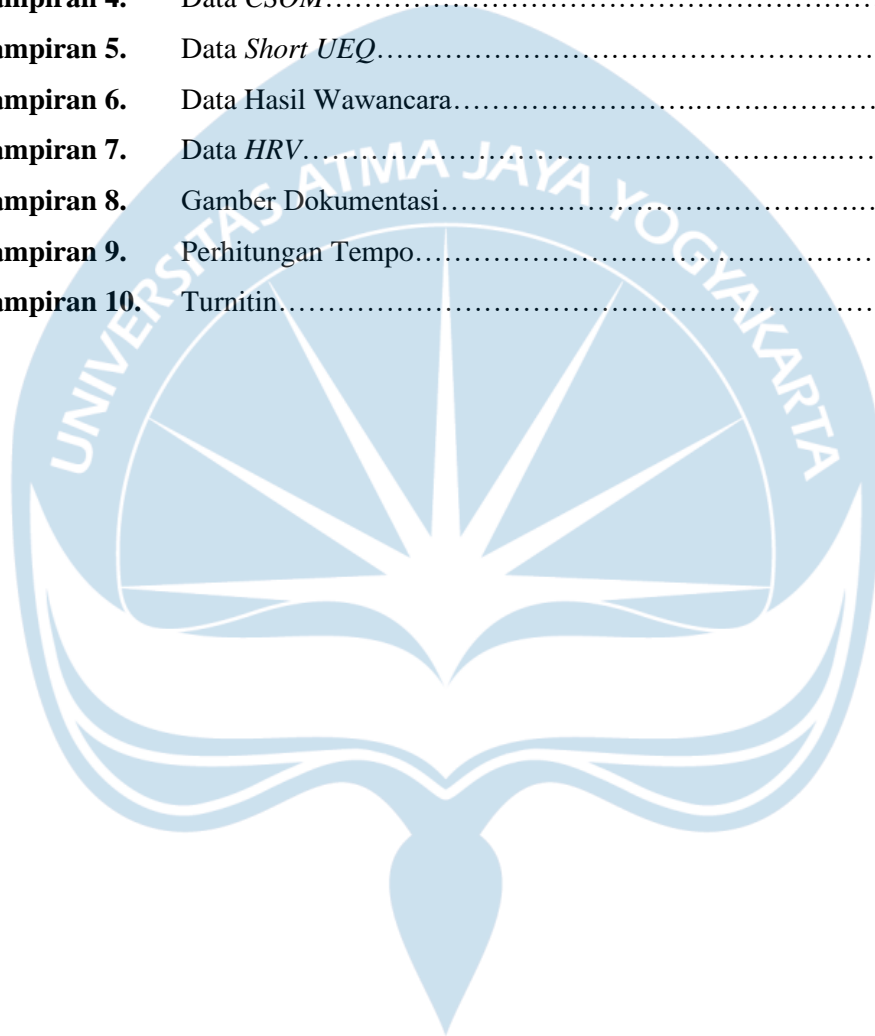 ampiran 4. Data CSOM……………………………………………………
ampiran 5. Data Short UEQ……………………………………………….……
ampiran 6. Data Hasil Wawancara…………………….…….………….
ampiran 7. Data HRV…………………………………………………..….
ampiran 8. Gamber Dokumentasi…………………………………….…
ampiran 9. Perhitungan Tempo……………………………………………
ampiran 10. Turnitin……………………………………………………………
UNIVERSITAS ATMA JAYA YOGYAKARTA